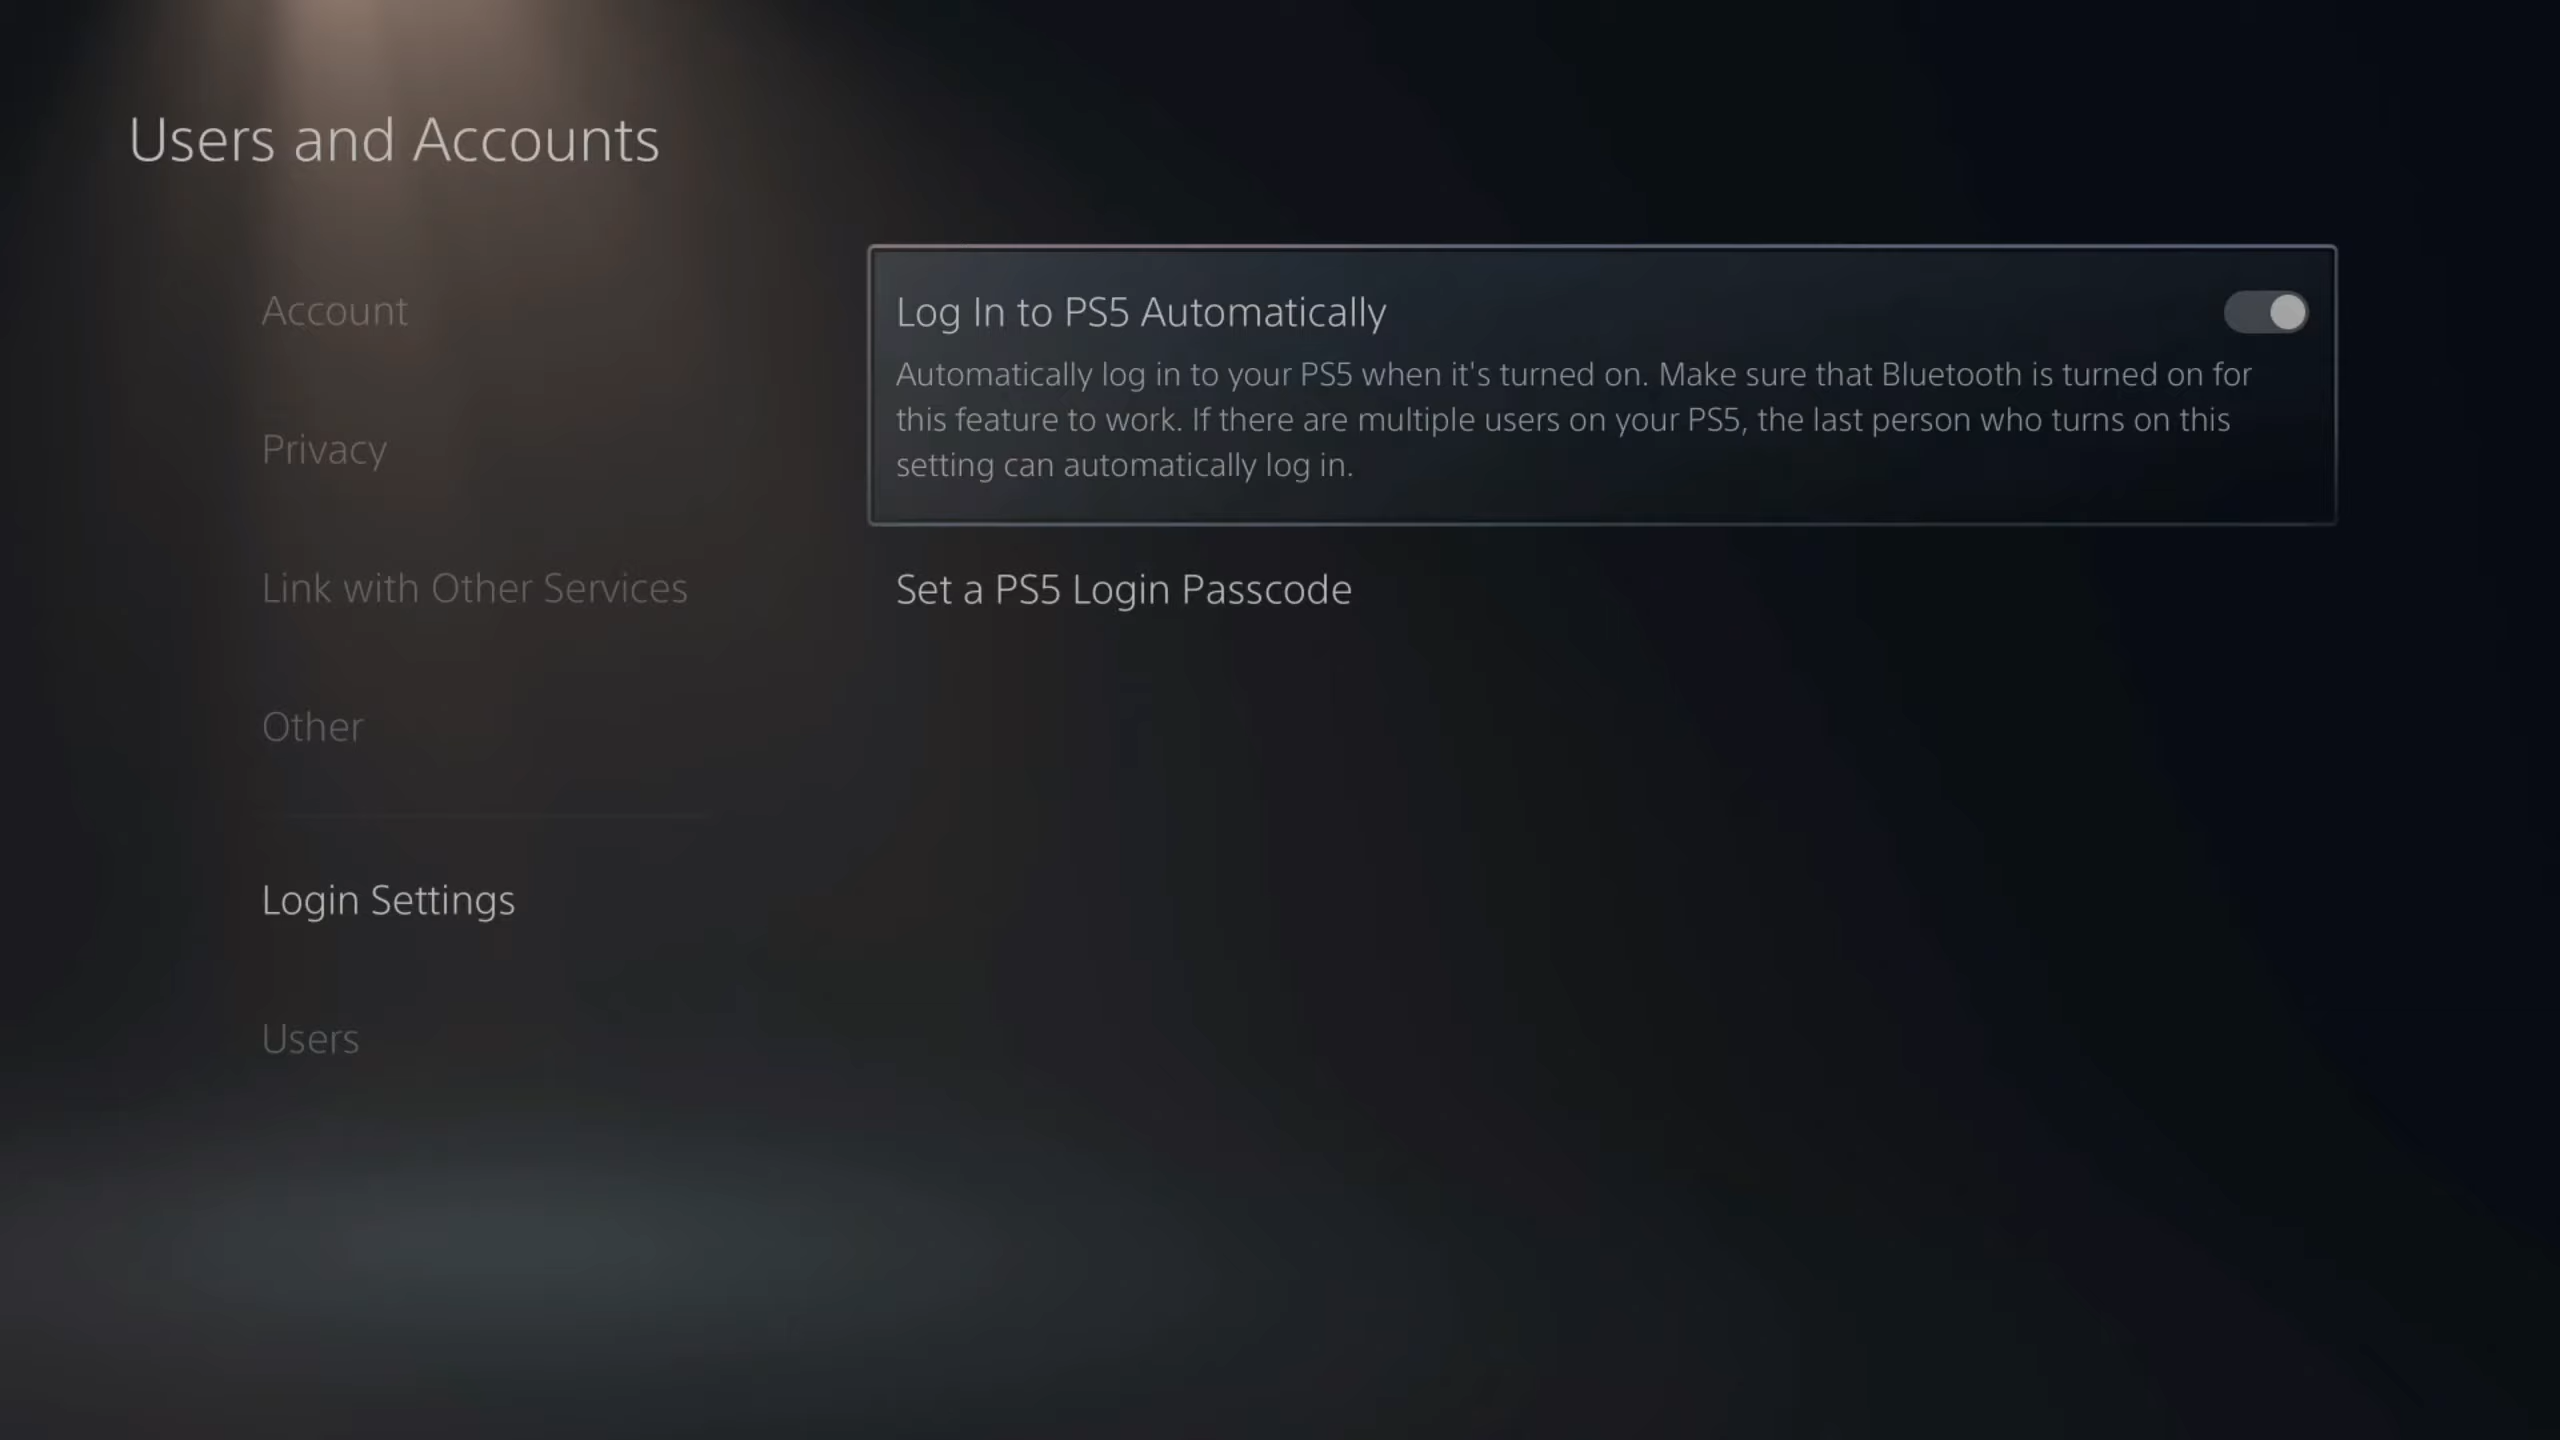 Users and Accounts
Account
Privacy
Link with Other Services
Other
Login Settings
Users
Log In to PS5 Automatically
Automatically log in to your PS5 when it's turned on. Make sure that Bluetooth is turned on for
this feature to work. If there are multiple users on your PS5, the last person who turns on this
setting can automatically log in.
Set a PS5 Login Passcode